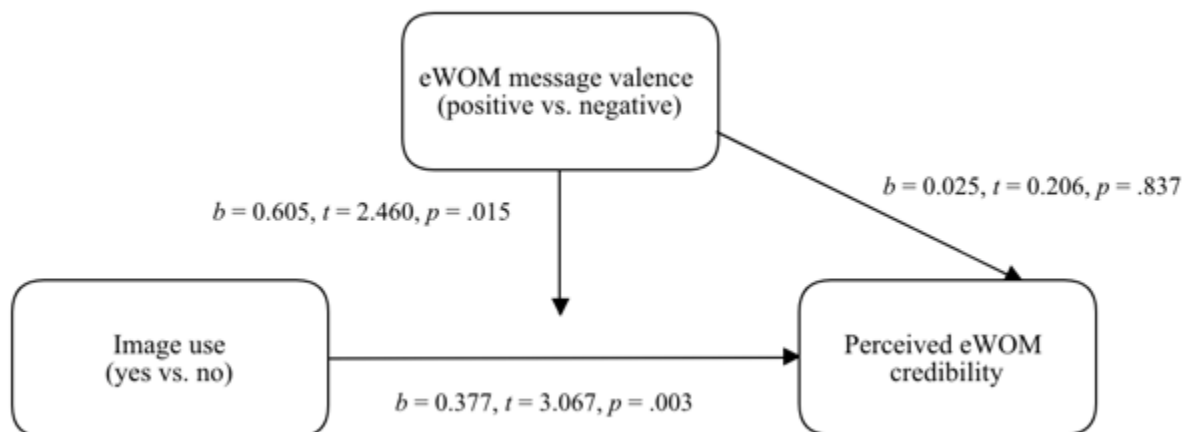 eWOM message valence
(positive vs. negative)
b = 0.025, t = 0.206, p = .837
b = 0.605, t = 2.460, p = .015
Image use
(yes vs. no)
Perceived eWOM
credibility
b = 0.377, t = 3.067, p = .003